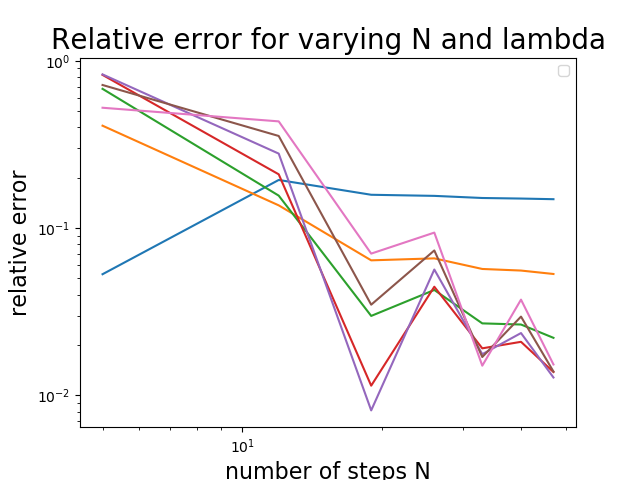 Relative error for varying N and lambda
10⁰
10⁻¹
10⁻²
relative error
10¹
number of steps N